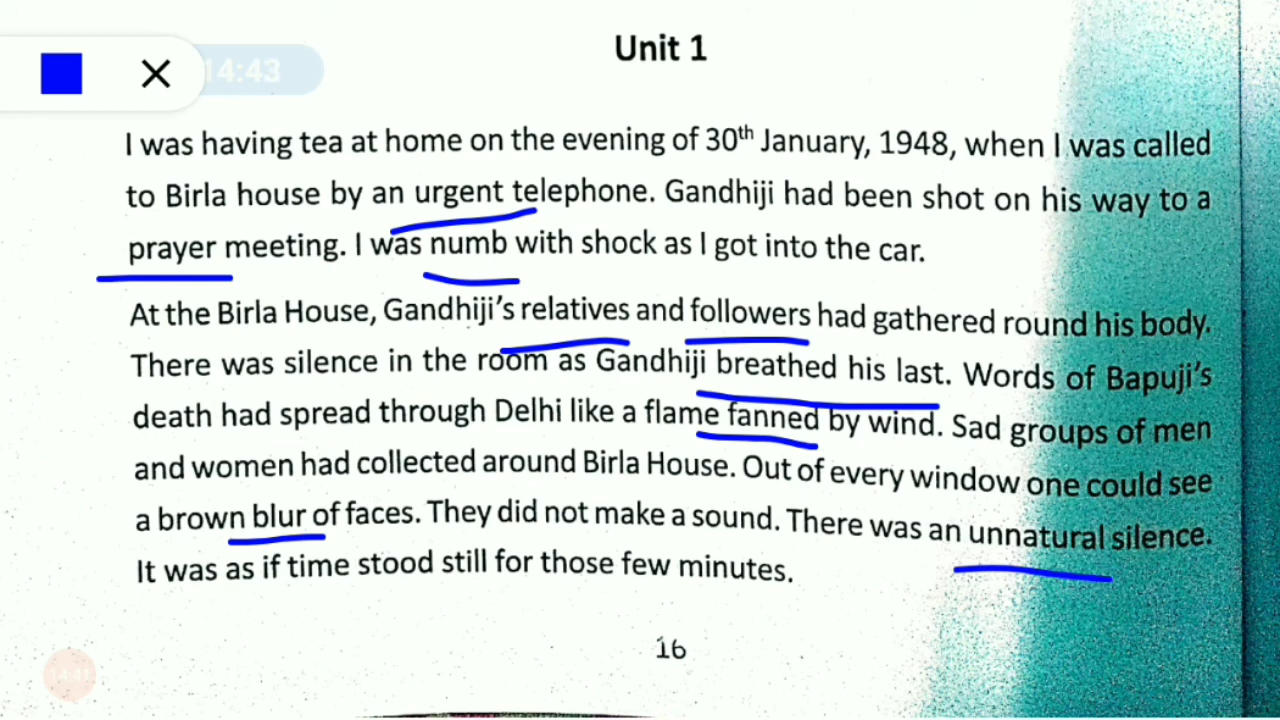 Unit 1
14:43
I was having tea at home on the evening of 30th January, 1948, when I was called
to Birla house by an urgent telephone. Gandhiji had been shot on his way to a
prayer meeting. I was numb with shock as I got into the car.
At the Birla House, Gandhiji's relatives and followers had gathered round his body.
There was silence in the room as Gandhiji breathed his last. Words of Bapuji's
death had spread through Delhi like a flame fanned by wind. Sad groups of men
and women had collected around Birla House. Out of every window one could see
a brown blur of faces. They did not make a sound. There was an unnatural silence.
It was as if time stood still for those few minutes.
16
14:41